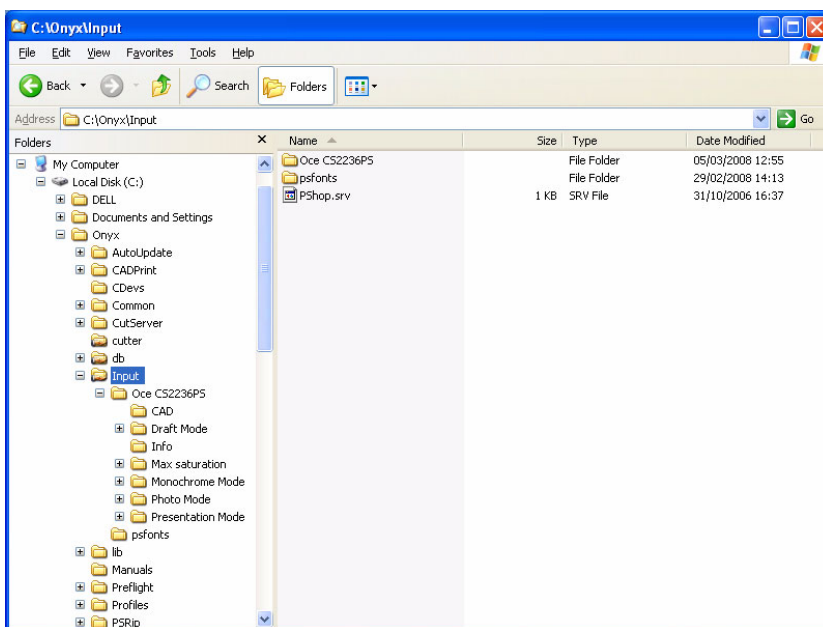 C:\Onyx\Input
File Edit View Favorites Tools Help
Back Search Folders
Address C:\Onyx\Input Go
Folders
My Computer
Local Disk (C:)
DELL
Documents and Settings
Onyx
AutoUpdate
CADPrint
CDevs
Common
CutServer
cutter
db
Input
Oce CS2236PS
CAD
Draft Mode
Info
Max saturation
Monochrome Mode
Photo Mode
Presentation Mode
psfonts
lib
Manuals
Preflight
Profiles
PSRip
Name Size Type Date Modified
Oce CS2236PS File Folder 05/03/2008 12:55
psfonts File Folder 29/02/2008 14:13
PShop.srv 1 KB SRV File 31/10/2006 16:37